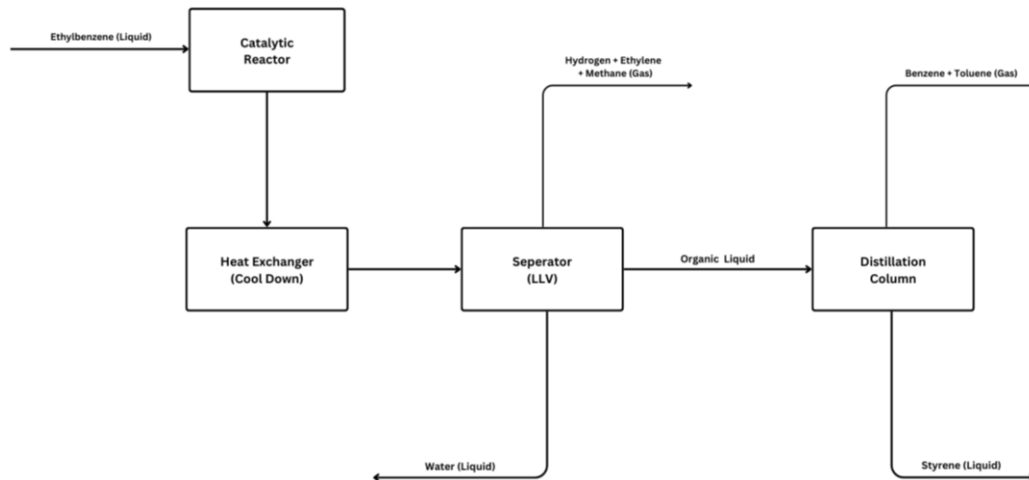 Ethylbenzene (Liquid)
Catalytic
Reactor
Hydrogen + Ethylene
+ Methane (Gas)
Benzene + Toluene (Gas)
Heat Exchanger
(Cool Down)
Seperator
(LLV)
Organic Liquid
Distillation
Column
Water (Liquid)
Styrene (Liquid)